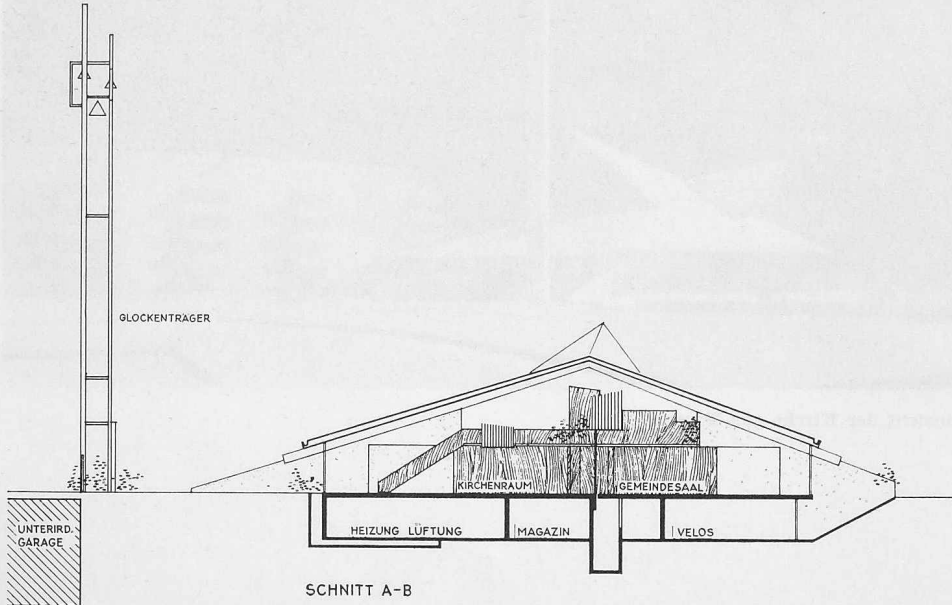 GLOCKENTRÄGER
KIRCHENRAUM
GEMEINDESAAL
UNTERIRD.
GARAGE
HEIZUNG LÜFTUNG
MAGAZIN
VELOS
SCHNITT A-B